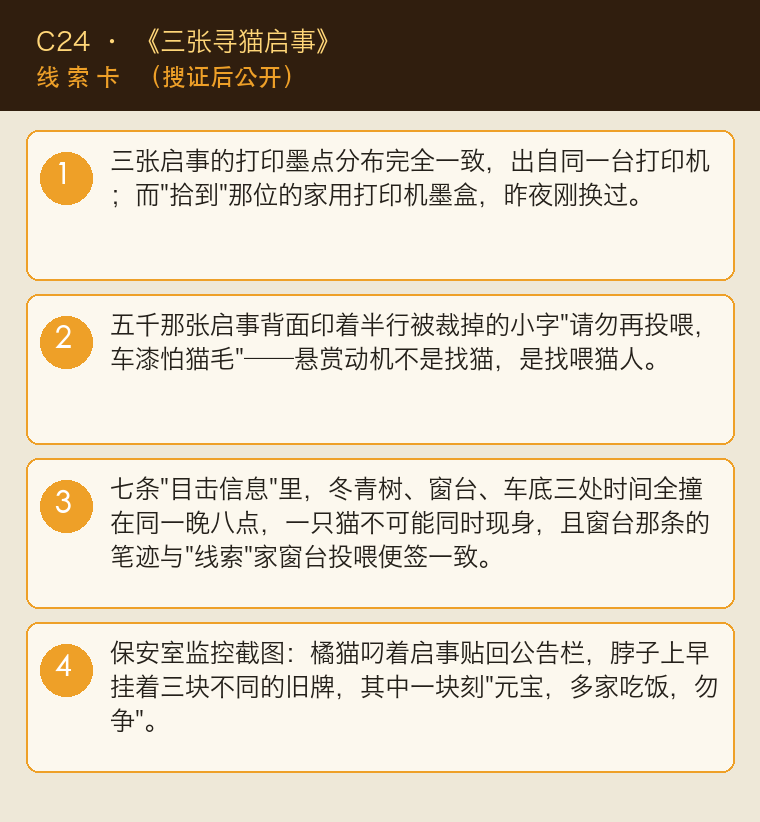 C24 · 《三张寻猫启事》
线索卡 （搜证后公开）
1
三张启事的打印墨点分布完全一致，出自同一台打印机
；而"拾到"那位的家用打印机墨盒，昨夜刚换过。
2
五千那张启事背面印着半行被裁掉的小字"请勿再投喂，
车漆怕猫毛"——悬赏动机不是找猫，是找喂猫人。
3
七条"目击信息"里，冬青树、窗台、车底三处时间全撞
在同一晚八点，一只猫不可能同时现身，且窗台那条的
笔迹与"线索"家窗台投喂便签一致。
4
保安室监控截图：橘猫叼着启事贴回公告栏，脖子上早
挂着三块不同的旧牌，其中一块刻"元宝，多家吃饭，勿
争"。